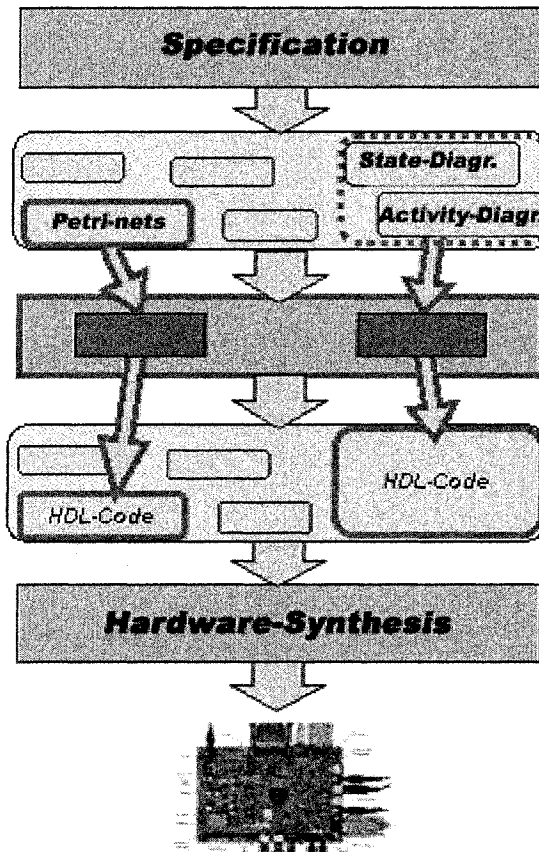 Specification
State-Diagr.
Petri-nets
Activity-Diagr.
HDL-Code
HDL-Code
Hardware-Synthesis